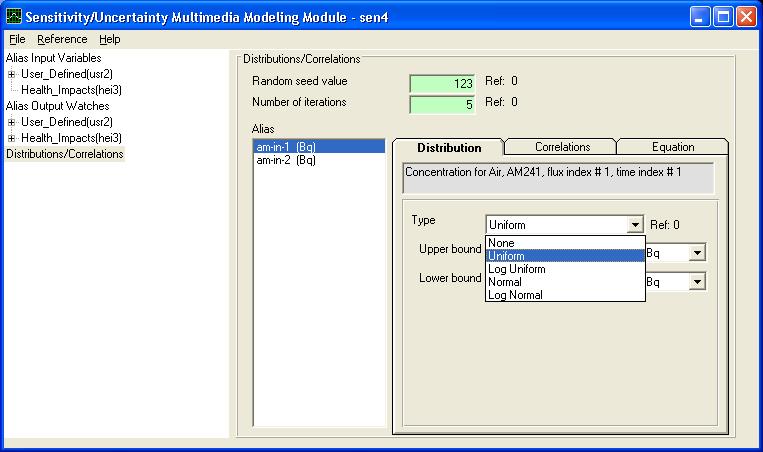 Sensitivity/Uncertainty Multimedia Modeling Module - sen4
File Reference Help
Alias Input Variables
User_Defined(usr2)
Health_Impacts(hei3)
Alias Output Watches
User_Defined(usr2)
Health_Impacts(hei3)
Distributions/Correlations
Distributions/Correlations
Random seed value 123 Ref: 0
Number of iterations 5 Ref: 0
Alias
am-in-1 (Bq)
am-in-2 (Bq)
Distribution Correlations Equation
Concentration for Air, AM241, flux index # 1, time index # 1
Type Uniform Ref: 0
None
Upper bound Bq
Uniform
Log Uniform
Lower bound Bq
Normal
Log Normal